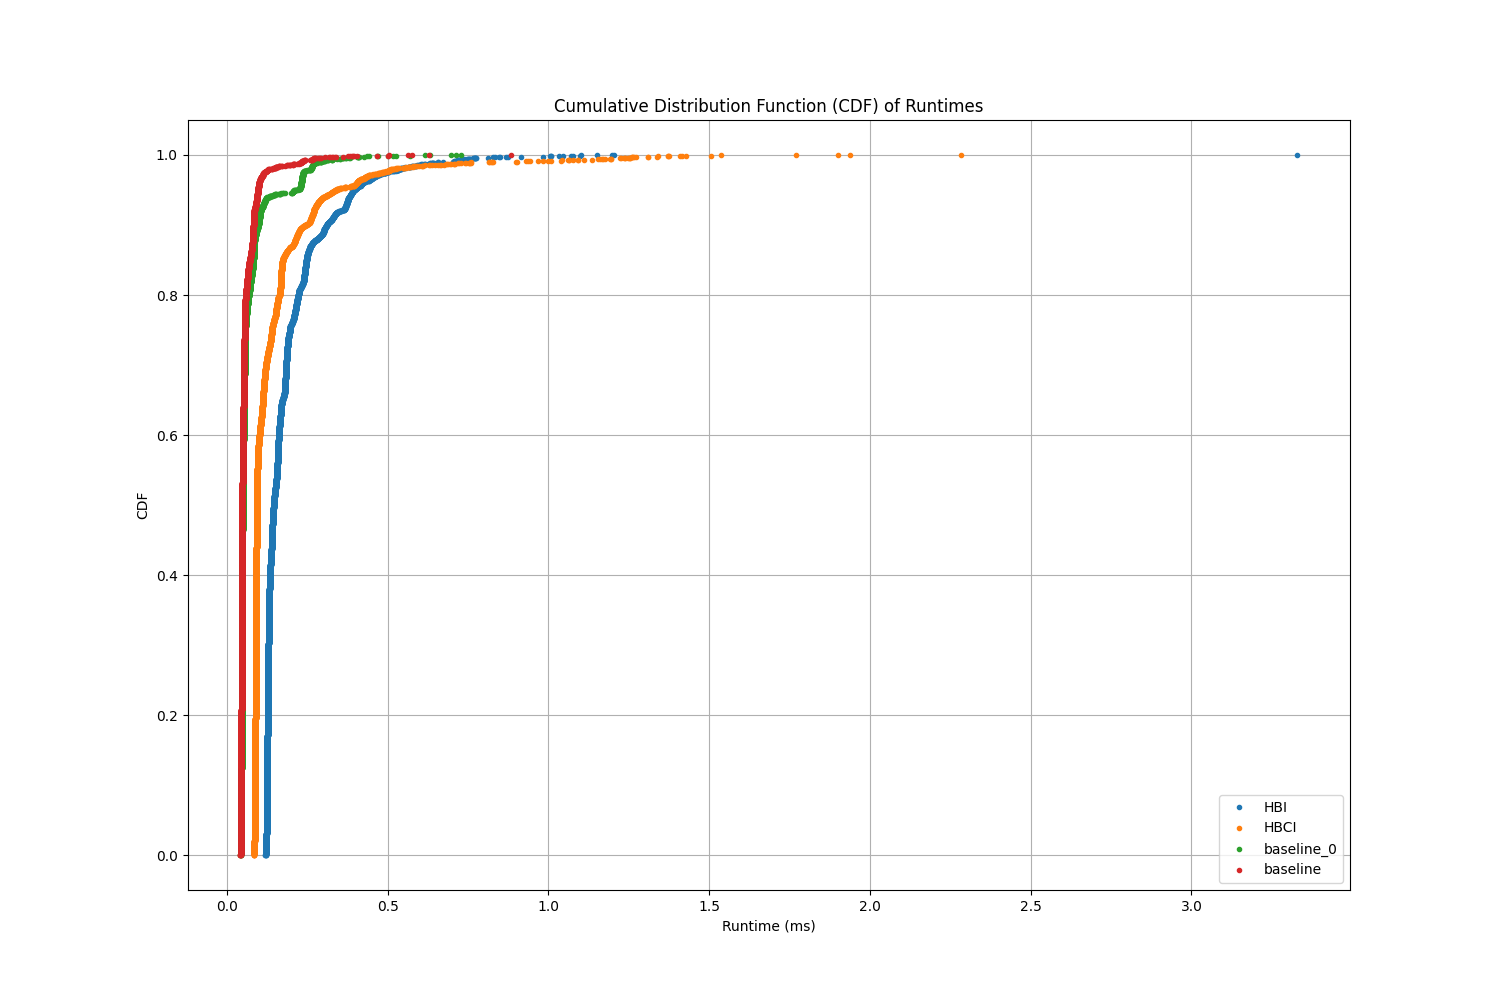 Cumulative Distribution Function (CDF) of Runtimes
1.0
0.8
0.6
0.4
0.2
0.0
CDF
0.0 0.5 1.0 1.5 2.0 2.5 3.0
Runtime (ms)
HBI
HBCI
baseline_0
baseline